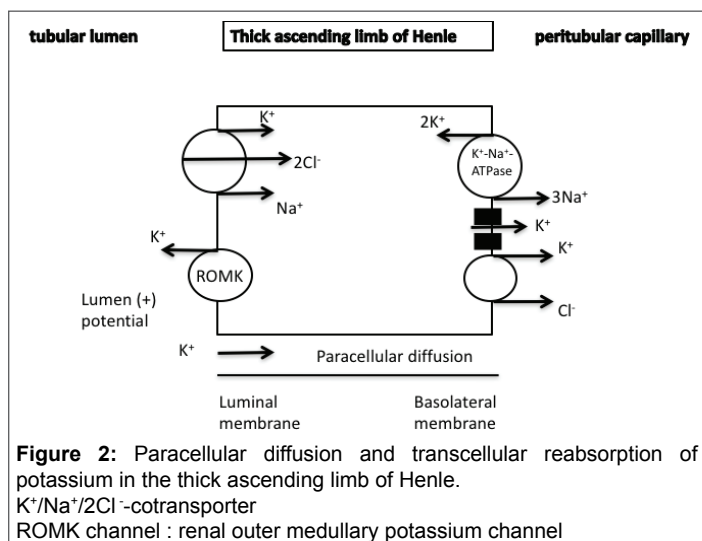 tubular lumen Thick ascending limb of Henle peritubular capillary
K⁺ 2K⁺
2Cl⁻ K⁺-Na⁺-
ATPase
Na⁺ 3Na⁺
K⁺ K⁺
K⁺
ROMK
Lumen (+)
potential Cl⁻
K⁺ Paracellular diffusion
Luminal Basolateral
membrane membrane
Figure 2: Paracellular diffusion and transcellular reabsorption of
potassium in the thick ascending limb of Henle.
K⁺/Na⁺/2Cl⁻-cotransporter
ROMK channel : renal outer medullary potassium channel